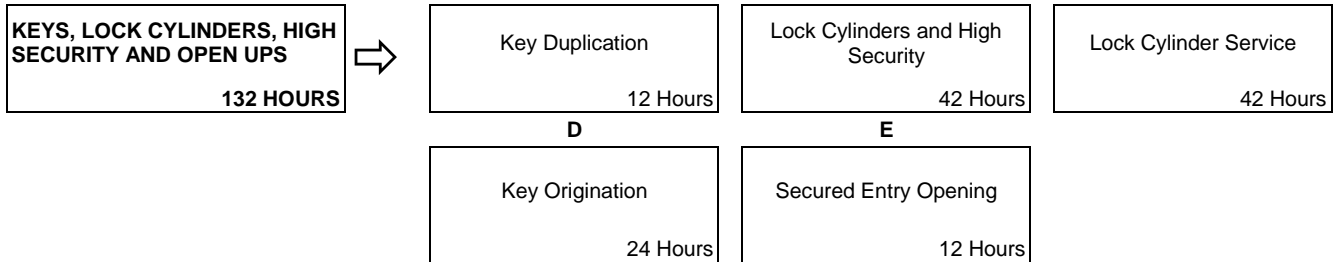 KEYS, LOCK CYLINDERS, HIGH
SECURITY AND OPEN UPS
132 HOURS
Key Duplication
12 Hours
Lock Cylinders and High
Security
42 Hours
Lock Cylinder Service
42 Hours
D
E
Key Origination
24 Hours
Secured Entry Opening
12 Hours